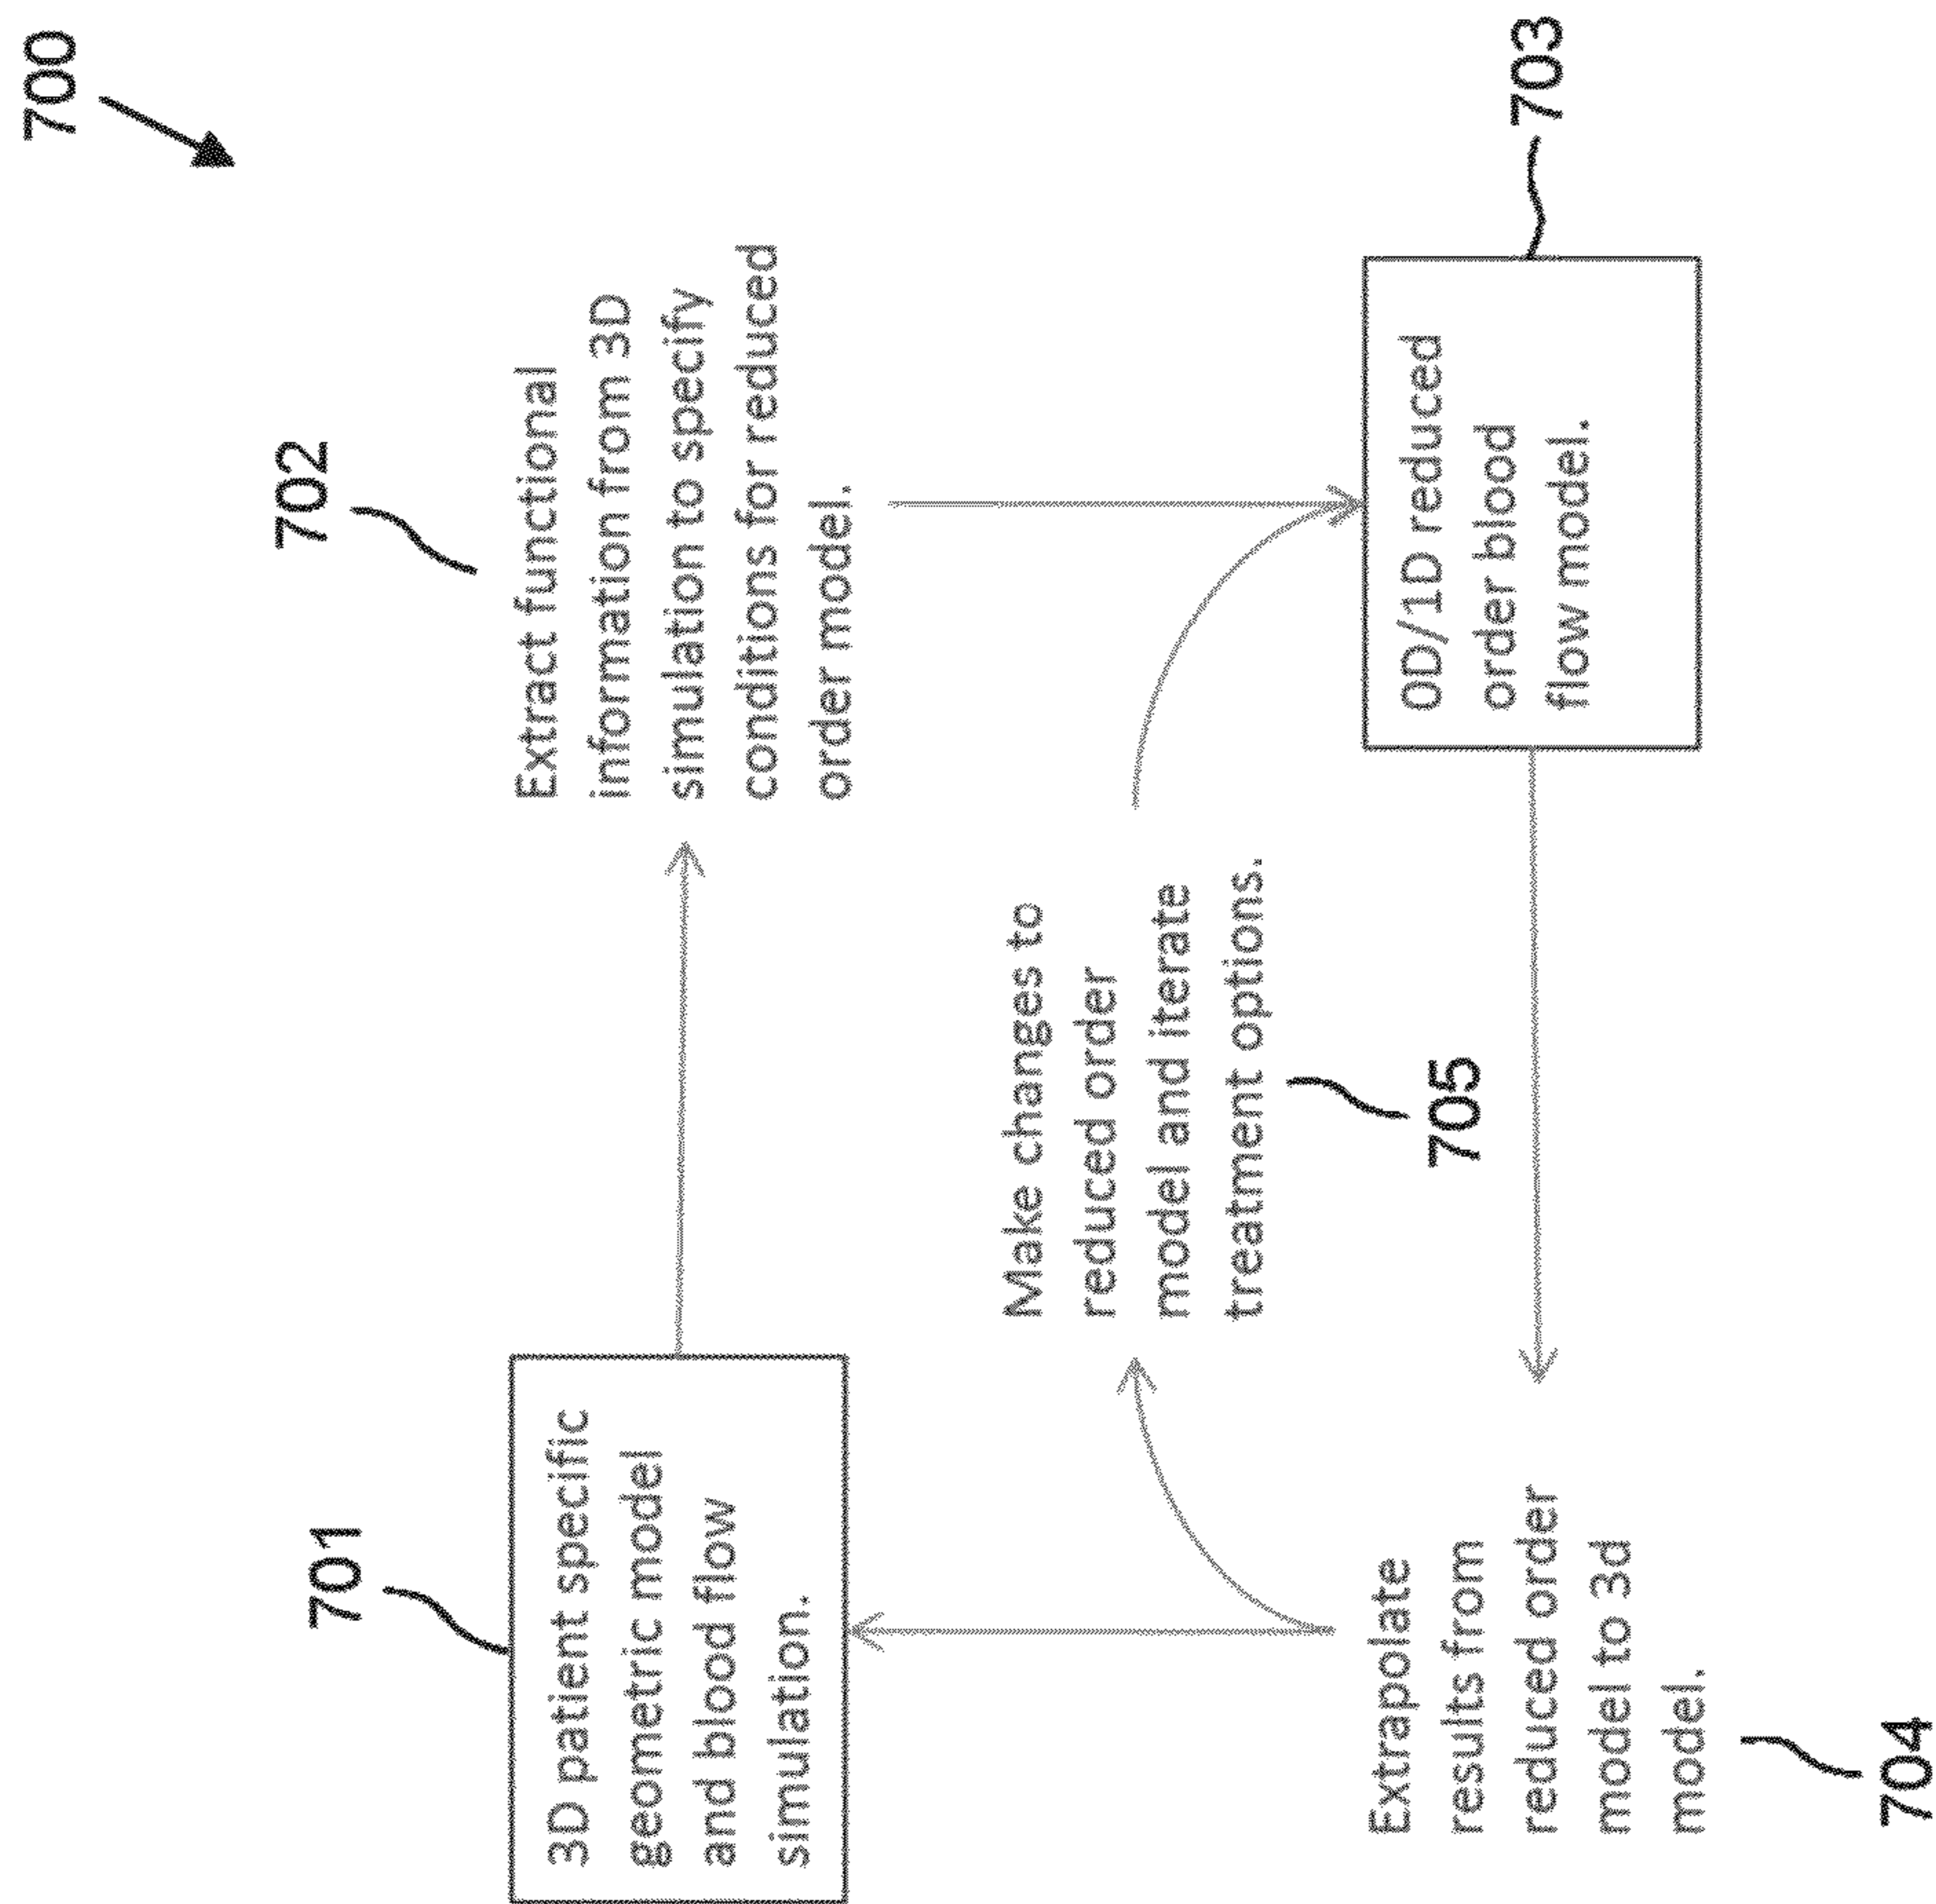 700
701
3D patient specific
geometric model
and blood flow
simulation.
702
Extract functional
information from 3D
simulation to specify
conditions for reduced
order model.
Make changes to
reduced order
model and iterate
treatment options.
705
Extrapolate
results from
reduced order
model to 3d
model.
704
0D/1D reduced
order blood
flow model.
703